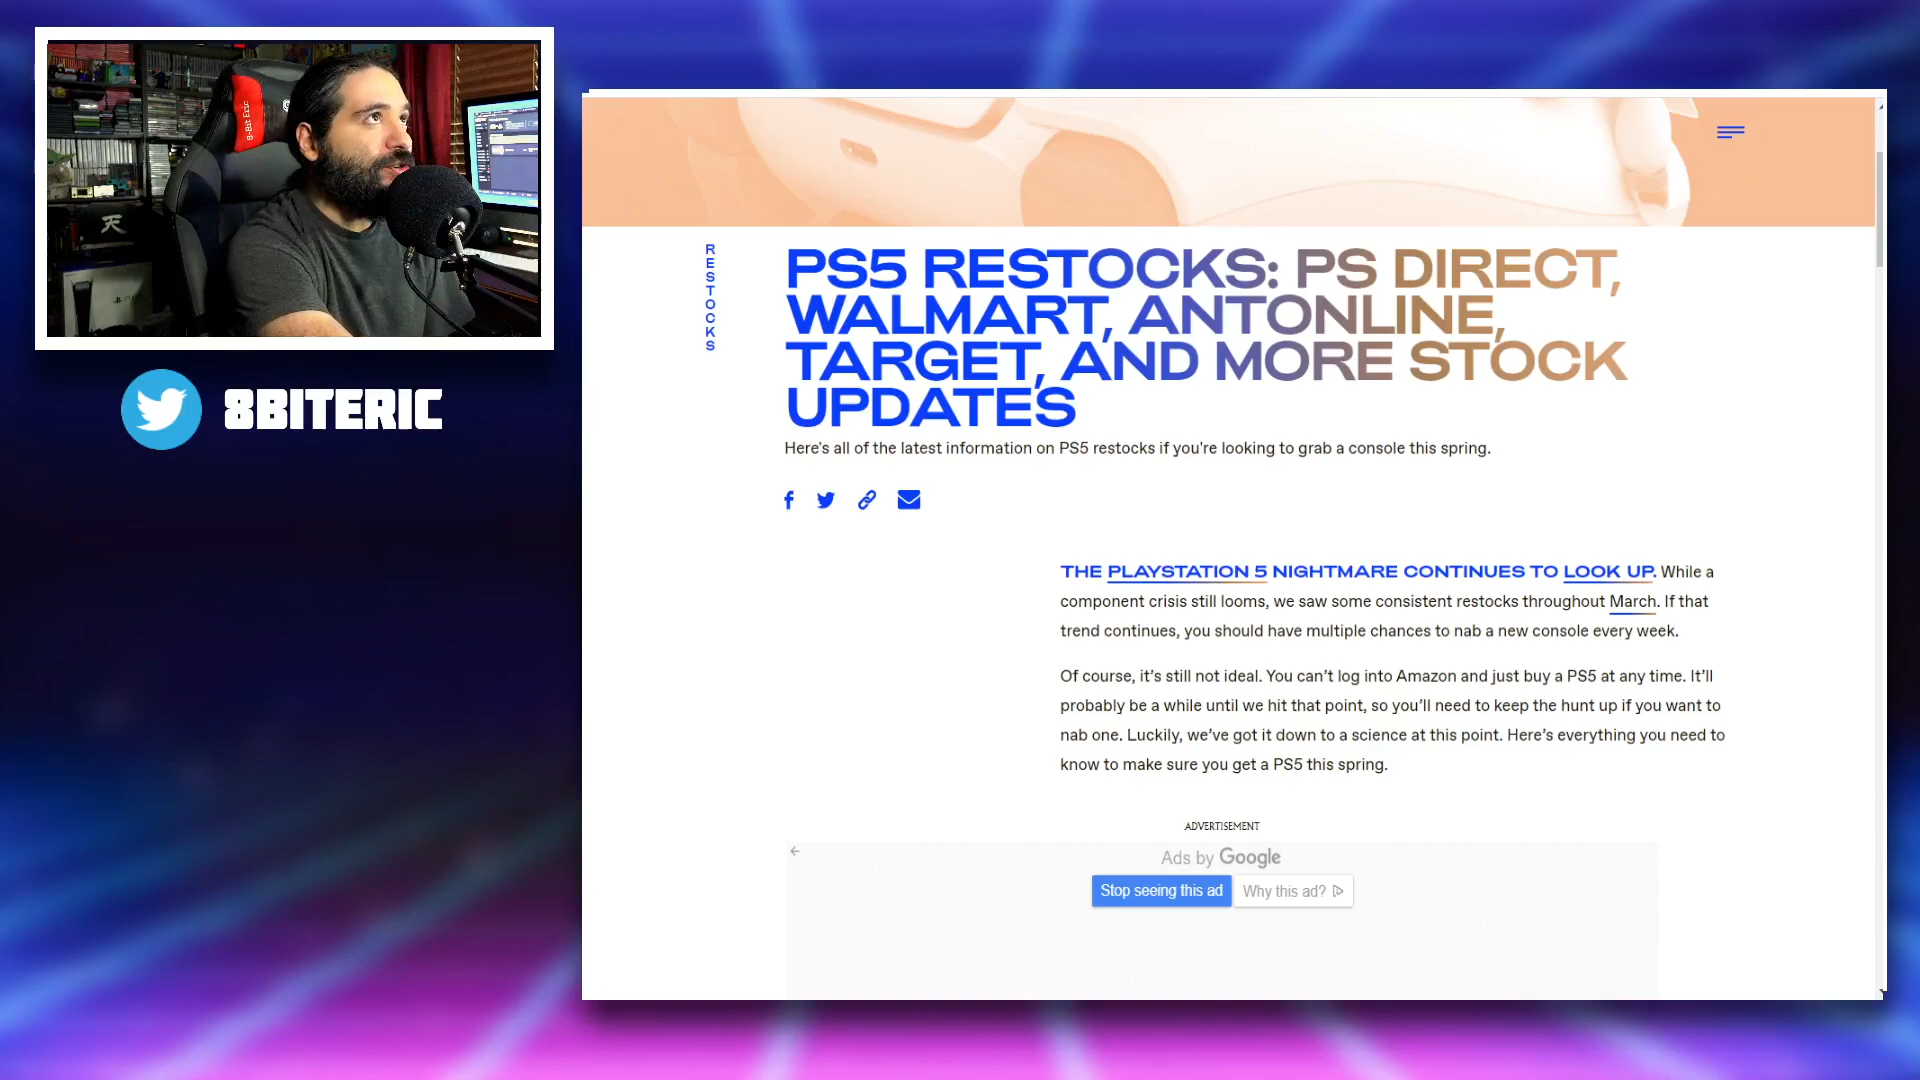 8-Bit Eric
8BITERIC
RESTOCKS
PS5 RESTOCKS: PS DIRECT,
WALMART, ANTONLINE,
TARGET, AND MORE STOCK
UPDATES
Here's all of the latest information on PS5 restocks if you're looking to grab a console this spring.
THE PLAYSTATION 5 NIGHTMARE CONTINUES TO LOOK UP. While a
component crisis still looms, we saw some consistent restocks throughout March. If that
trend continues, you should have multiple chances to nab a new console every week.
Of course, it’s still not ideal. You can’t log into Amazon and just buy a PS5 at any time. It’ll
probably be a while until we hit that point, so you’ll need to keep the hunt up if you want to
nab one. Luckily, we’ve got it down to a science at this point. Here’s everything you need to
know to make sure you get a PS5 this spring.
ADVERTISEMENT
Ads by Google
Stop seeing this ad
Why this ad?